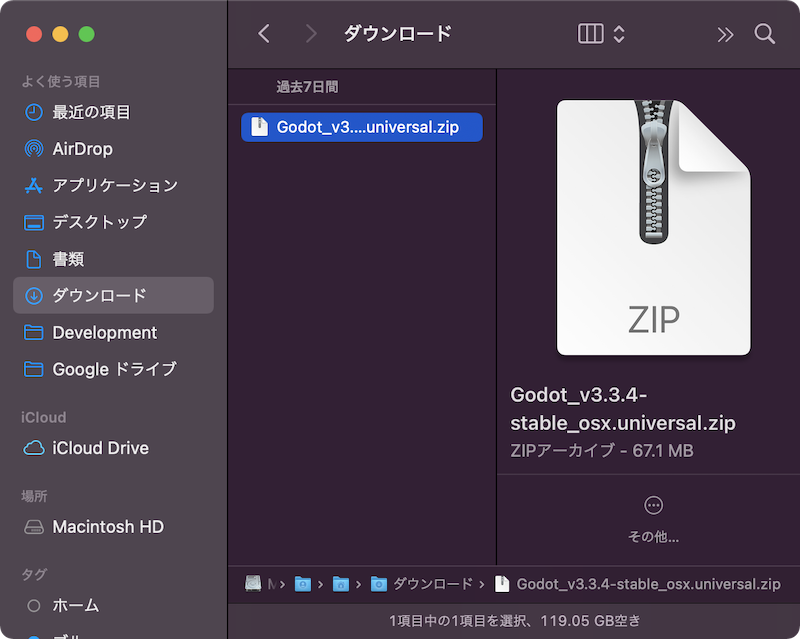 ダウンロード
よく使う項目
最近の項目
AirDrop
アプリケーション
デスクトップ
書類
ダウンロード
Development
Google ドライブ
iCloud
iCloud Drive
場所
Macintosh HD
タグ
ホーム
過去7日間
Godot_v3....universal.zip
ZIP
Godot_v3.3.4-
stable_osx.universal.zip
ZIPアーカイブ - 67.1 MB
その他...
M › › › ダウンロード › Godot_v3.3.4-stable_osx.universal.zip
1項目中の1項目を選択、119.05 GB空き